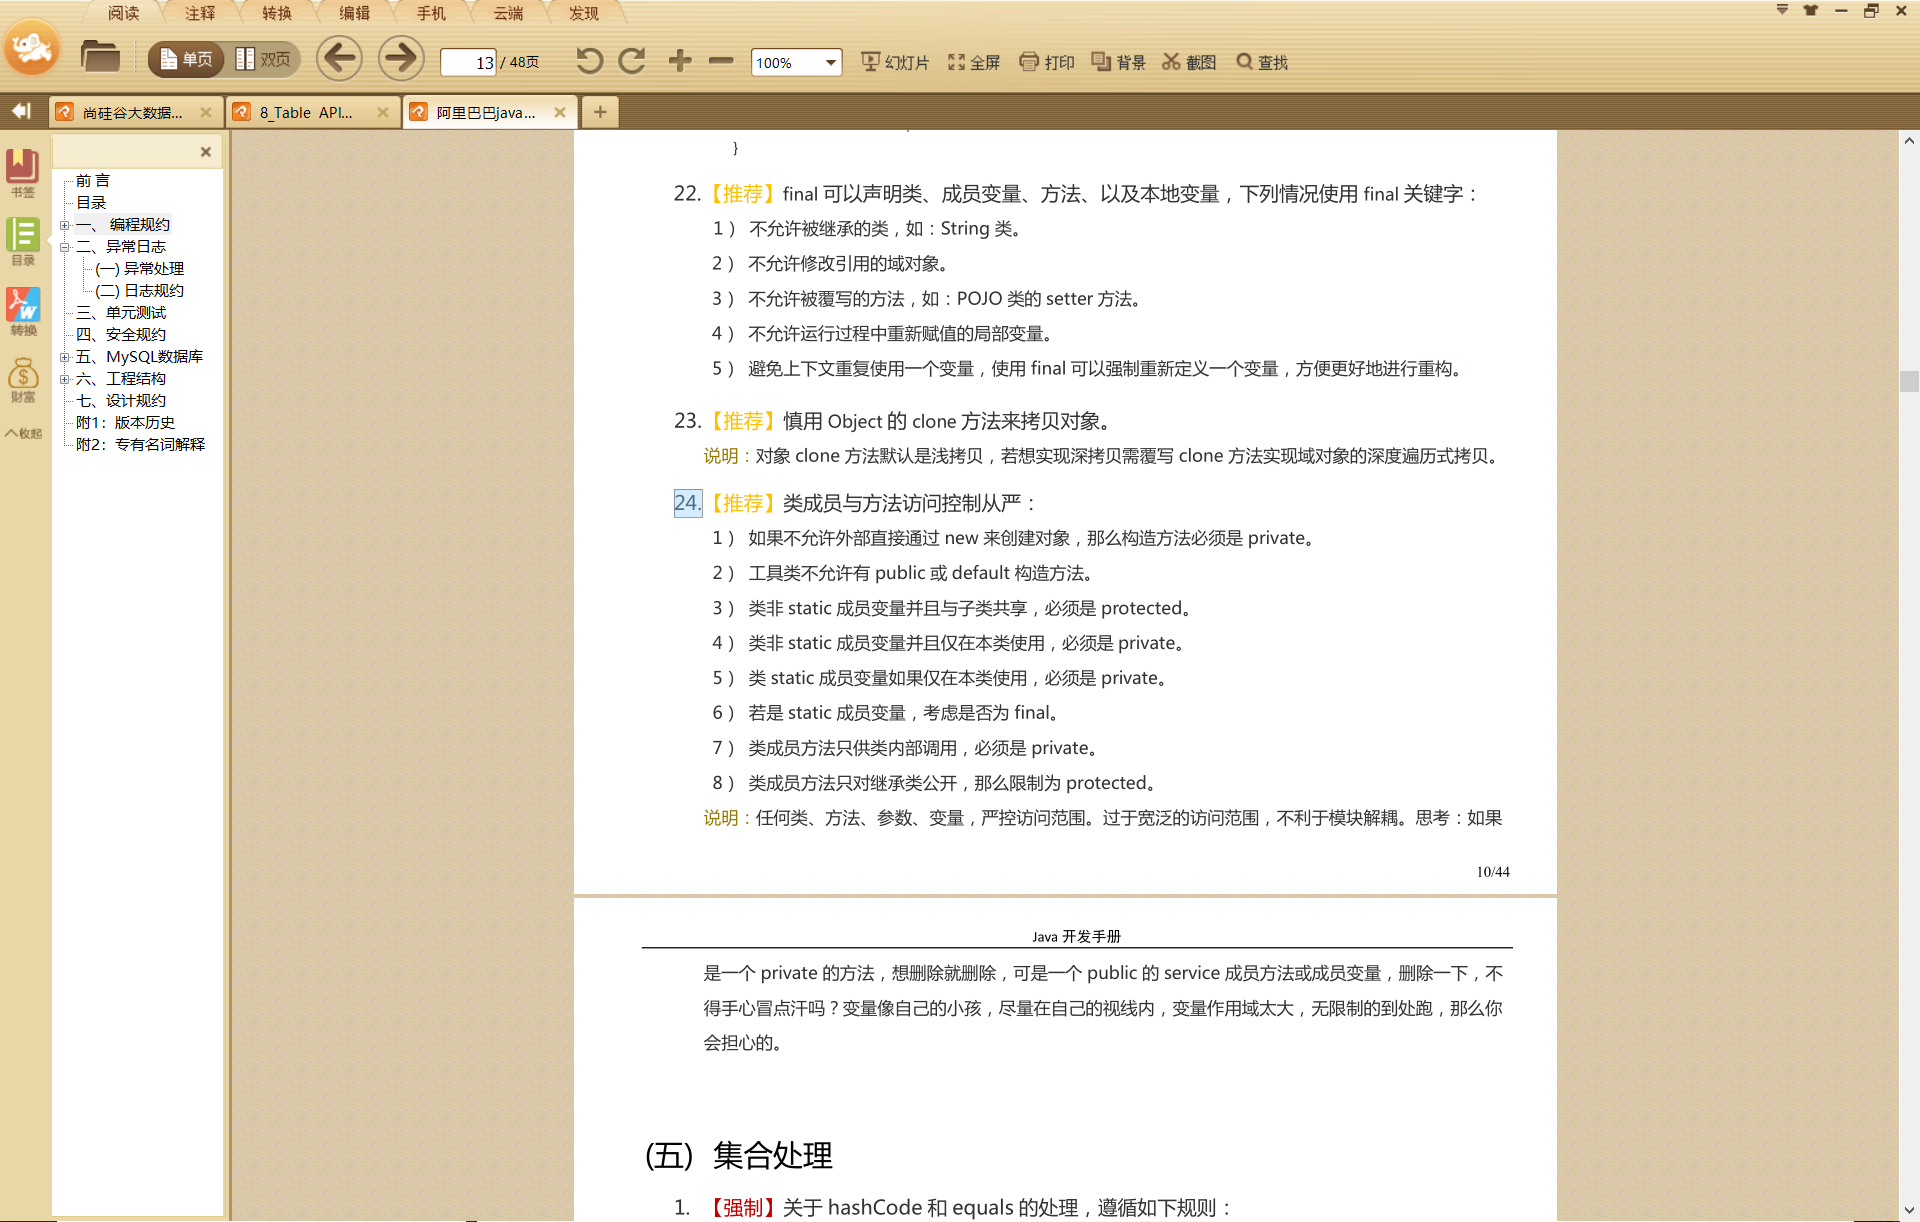 阅读 注释 转换 编辑 手机 云端 发现
单页 双页 13 / 48页 100% 幻灯片 全屏 打印 背景 截图 查找
尚硅谷大数据... 8_Table API... 阿里巴巴java...
书签
目录
转换
财富
收起
前 言
目录
一、 编程规约
二、异常日志
(一) 异常处理
(二) 日志规约
三、单元测试
四、安全规约
五、MySQL数据库
六、工程结构
七、设计规约
附1：版本历史
附2：专有名词解释
}
22.【推荐】final 可以声明类、成员变量、方法、以及本地变量，下列情况使用 final 关键字：
1） 不允许被继承的类，如：String 类。
2） 不允许修改引用的域对象。
3） 不允许被覆写的方法，如：POJO 类的 setter 方法。
4） 不允许运行过程中重新赋值的局部变量。
5） 避免上下文重复使用一个变量，使用 final 可以强制重新定义一个变量，方便更好地进行重构。
23.【推荐】慎用 Object 的 clone 方法来拷贝对象。
说明：对象 clone 方法默认是浅拷贝，若想实现深拷贝需覆写 clone 方法实现域对象的深度遍历式拷贝。
24.【推荐】类成员与方法访问控制从严：
1） 如果不允许外部直接通过 new 来创建对象，那么构造方法必须是 private。
2） 工具类不允许有 public 或 default 构造方法。
3） 类非 static 成员变量并且与子类共享，必须是 protected。
4） 类非 static 成员变量并且仅在本类使用，必须是 private。
5） 类 static 成员变量如果仅在本类使用，必须是 private。
6） 若是 static 成员变量，考虑是否为 final。
7） 类成员方法只供类内部调用，必须是 private。
8） 类成员方法只对继承类公开，那么限制为 protected。
说明：任何类、方法、参数、变量，严控访问范围。过于宽泛的访问范围，不利于模块解耦。思考：如果
10/44
Java 开发手册
是一个 private 的方法，想删除就删除，可是一个 public 的 service 成员方法或成员变量，删除一下，不
得手心冒点汗吗？变量像自己的小孩，尽量在自己的视线内，变量作用域太大，无限制的到处跑，那么你
会担心的。
(五) 集合处理
1. 【强制】关于 hashCode 和 equals 的处理，遵循如下规则：